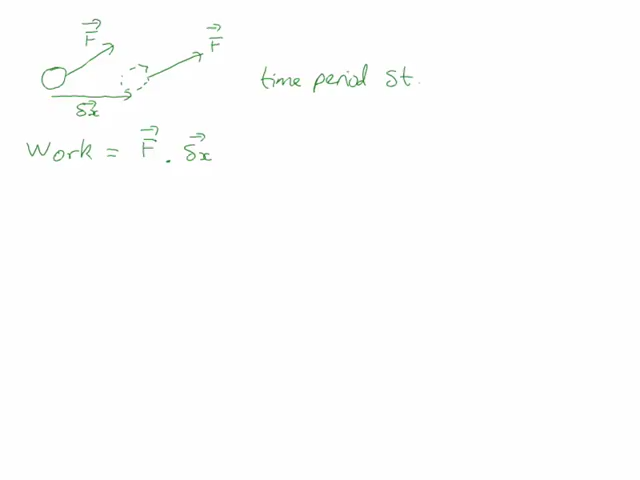 F⃗
F⃗
time period δt.
δx⃗
Work = F⃗ . δx⃗